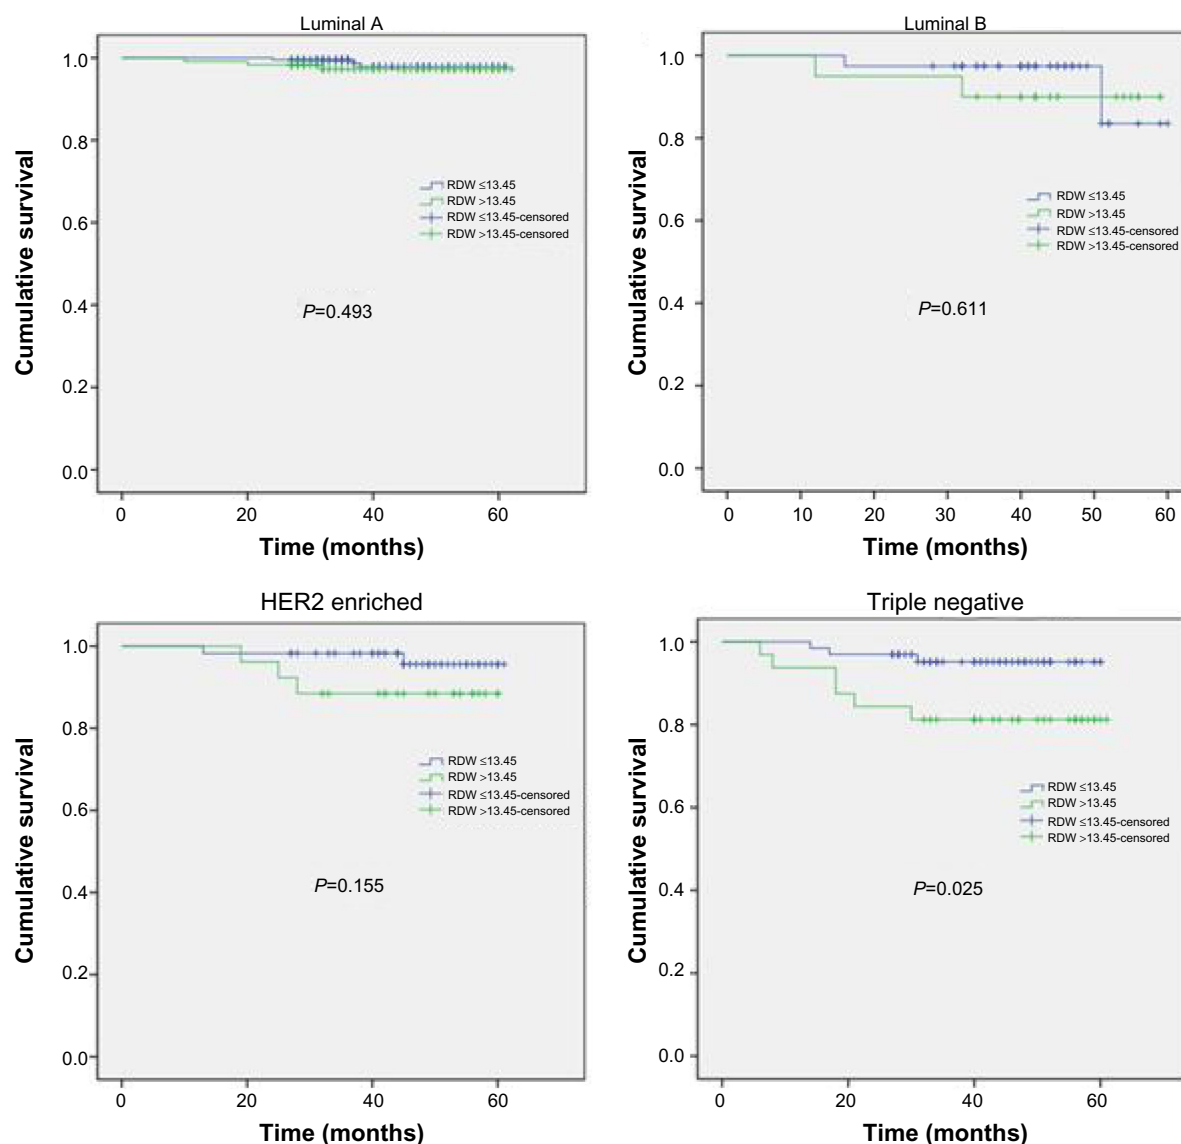 Luminal A
Cumulative survival
1.0
0.8
0.6
0.4
0.2
0.0
RDW ≤13.45
RDW >13.45
RDW ≤13.45-censored
RDW >13.45-censored
P=0.493
0 20 40 60
Time (months)
Luminal B
Cumulative survival
1.0
0.8
0.6
0.4
0.2
0.0
RDW ≤13.45
RDW >13.45
RDW ≤13.45-censored
RDW >13.45-censored
P=0.611
0 10 20 30 40 50 60
Time (months)
HER2 enriched
Cumulative survival
1.0
0.8
0.6
0.4
0.2
0.0
RDW ≤13.45
RDW >13.45
RDW ≤13.45-censored
RDW >13.45-censored
P=0.155
0 20 40 60
Time (months)
Triple negative
Cumulative survival
1.0
0.8
0.6
0.4
0.2
0.0
RDW ≤13.45
RDW >13.45
RDW ≤13.45-censored
RDW >13.45-censored
P=0.025
0 20 40 60
Time (months)